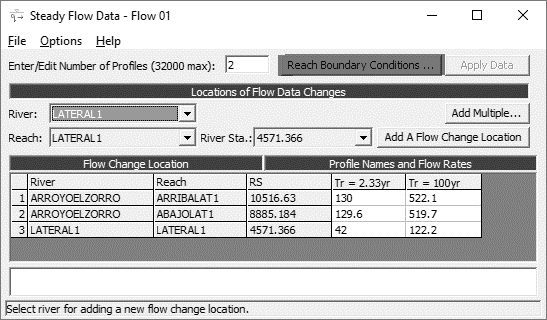 Steady Flow Data - Flow 01
File Options Help
Enter/Edit Number of Profiles (32000 max): 2 Reach Boundary Conditions ... Apply Data
Locations of Flow Data Changes
River: LATERAL1 Add Multiple...
Reach: LATERAL1 River Sta.: 4571.366 Add A Flow Change Location
Flow Change Location Profile Names and Flow Rates
River Reach RS Tr = 2.33yr Tr = 100yr
1 ARROYOELZORRO ARRIBALAT1 10516.63 130 522.1
2 ARROYOELZORRO ABAJOLAT1 8885.184 129.6 519.7
3 LATERAL1 LATERAL1 4571.366 42 122.2
Select river for adding a new flow change location.